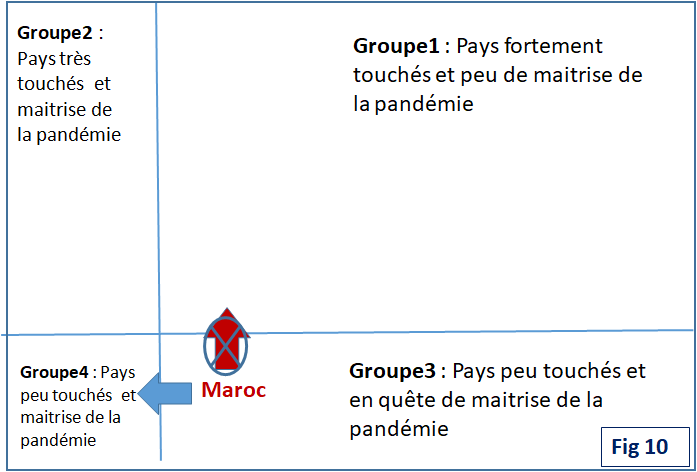 Groupe2 :
Pays très
touchés et
maitrise de
la pandémie
Groupe1 : Pays fortement
touchés et peu de maitrise de
la pandémie
Groupe4 : Pays
peu touchés et
maitrise de la
pandémie
Maroc
Groupe3 : Pays peu touchés et
en quête de maitrise de la
pandémie
Fig 10